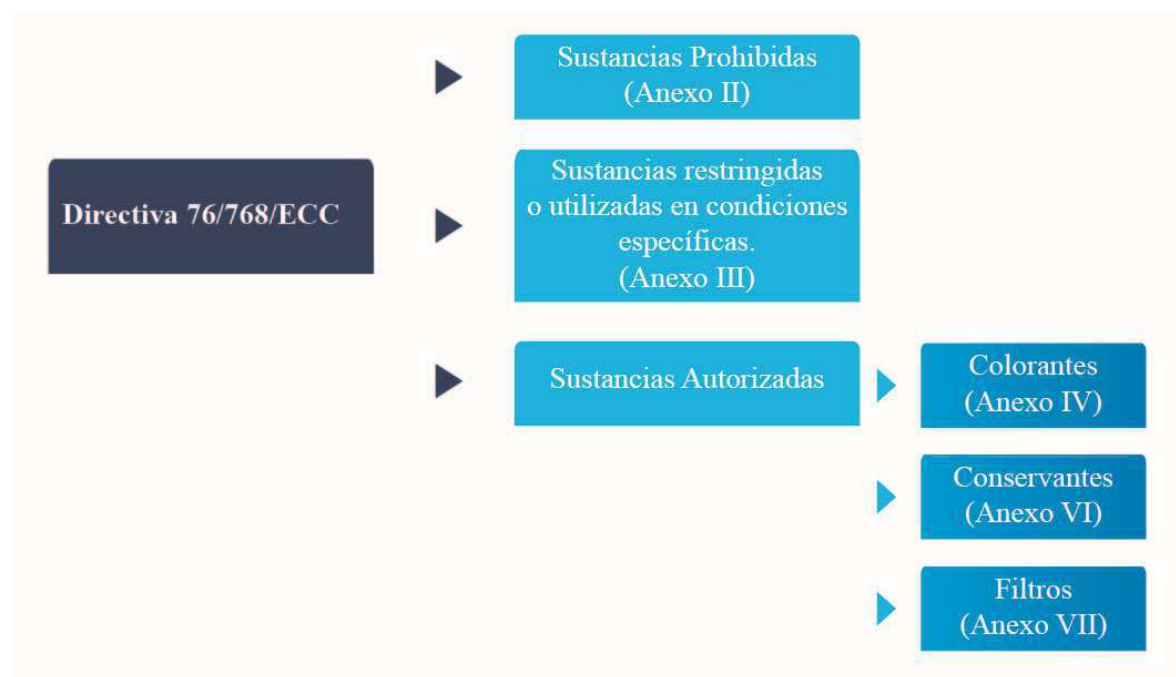 Directiva 76/768/ECC
Sustancias Prohibidas
(Anexo II)
Sustancias restringidas
o utilizadas en condiciones
específicas.
(Anexo III)
Sustancias Autorizadas
Colorantes
(Anexo IV)
Conservantes
(Anexo VI)
Filtros
(Anexo VII)